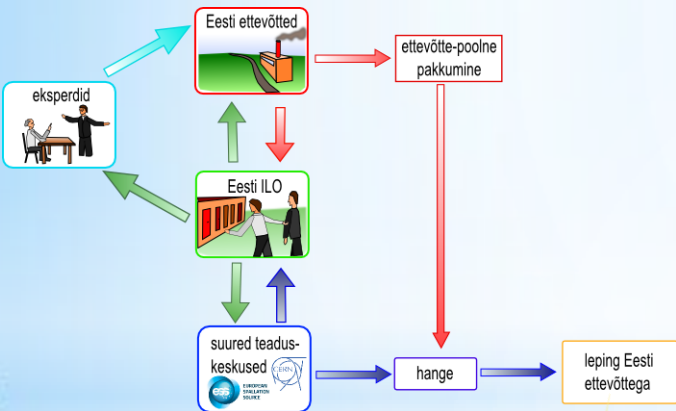 Eesti ettevõtted
ettevõtte-poolne
pakkumine
eksperdid
Eesti ILO
suured teadus-
keskused
CERN
ess
EUROPEAN
SPALLATION
SOURCE
hange
leping Eesti
ettevõttega